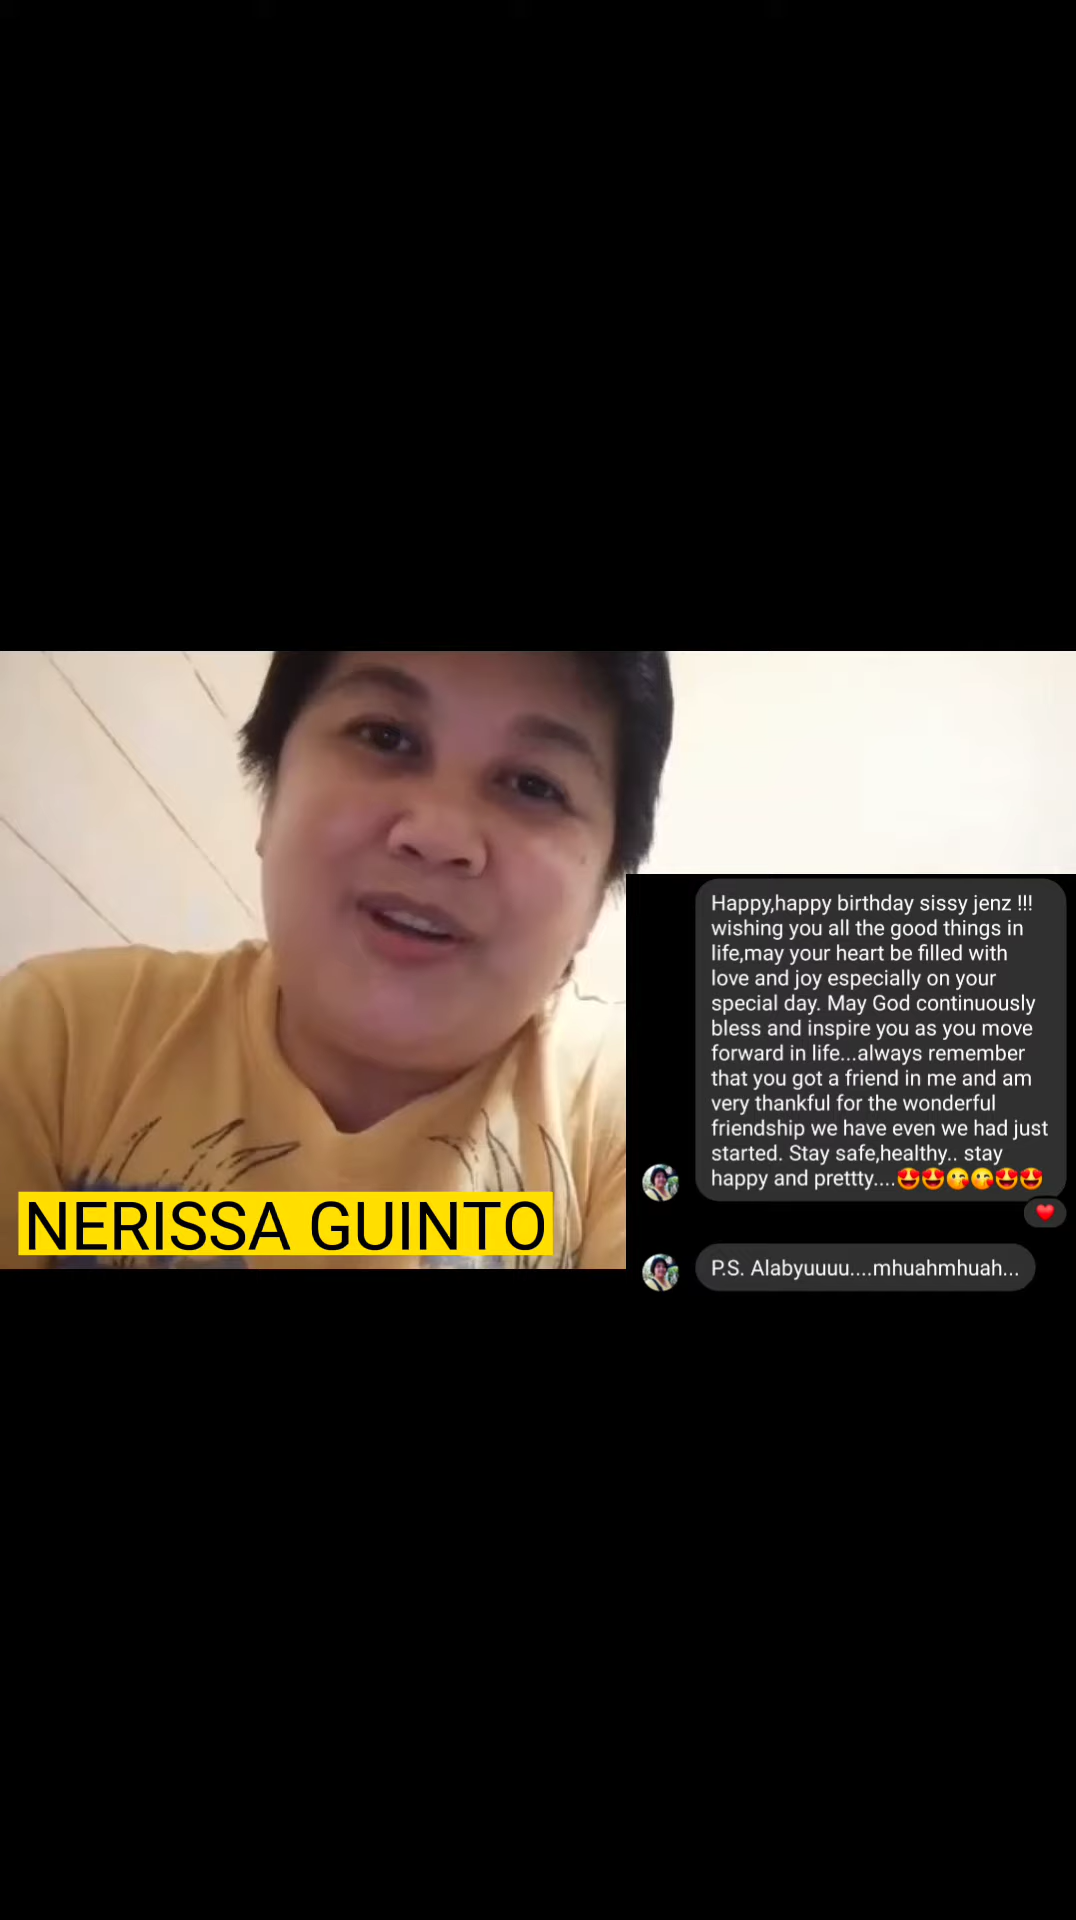 Happy,happy birthday sissy jenz !!!
wishing you all the good things in
life,may your heart be filled with
love and joy especially on your
special day. May God continuously
bless and inspire you as you move
forward in life...always remember
that you got a friend in me and am
very thankful for the wonderful
friendship we have even we had just
started. Stay safe,healthy.. stay
happy and prettty....🤩🤩😘😘🤩🤩
NERISSA GUINTO
P.S. Alabyuuuu....mhuahmhuah...